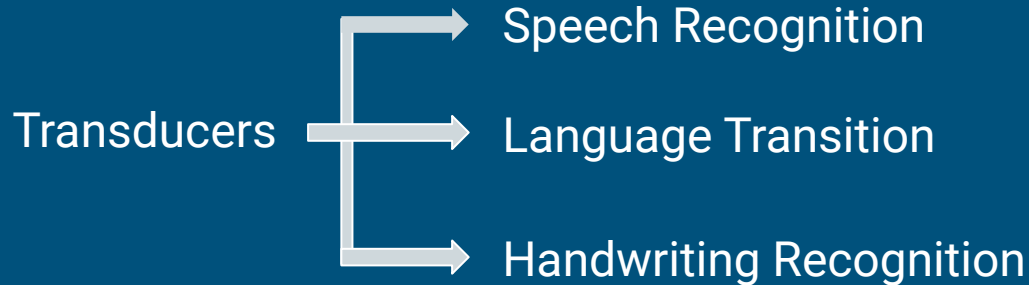 Speech Recognition
Transducers
Language Transition
Handwriting Recognition